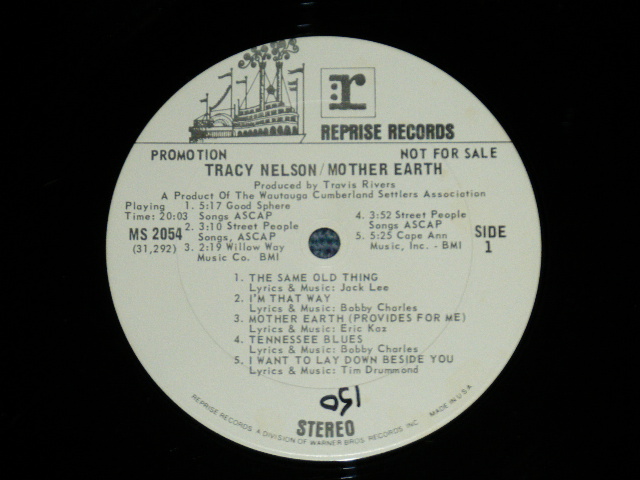 r
REPRISE RECORDS
PROMOTION
NOT FOR SALE
TRACY NELSON/MOTHER EARTH
Produced by Travis Rivers
A Product Of The Wautauga Cumberland Settlers Association
Playing
Time: 20:03
MS 2054
(31,292)
1. 5:17 Good Sphere
Songs ASCAP
2. 3:10 Street People
Songs, ASCAP
3. 2:19 Willow Way
Music Co. BMI
4. 3:52 Street People
Songs ASCAP
5. 5:25 Cape Ann
Music, Inc. - BMI
SIDE
1
1. THE SAME OLD THING
Lyrics & Music: Jack Lee
2. I'M THAT WAY
Lyrics & Music: Bobby Charles
3. MOTHER EARTH (PROVIDES FOR ME)
Lyrics & Music: Eric Kaz
4. TENNESSEE BLUES
Lyrics & Music: Bobby Charles
5. I WANT TO LAY DOWN BESIDE YOU
Lyrics & Music: Tim Drummond
150
STEREO
REPRISE RECORDS, A DIVISION OF WARNER BROS. RECORDS, INC. MADE IN U.S.A.